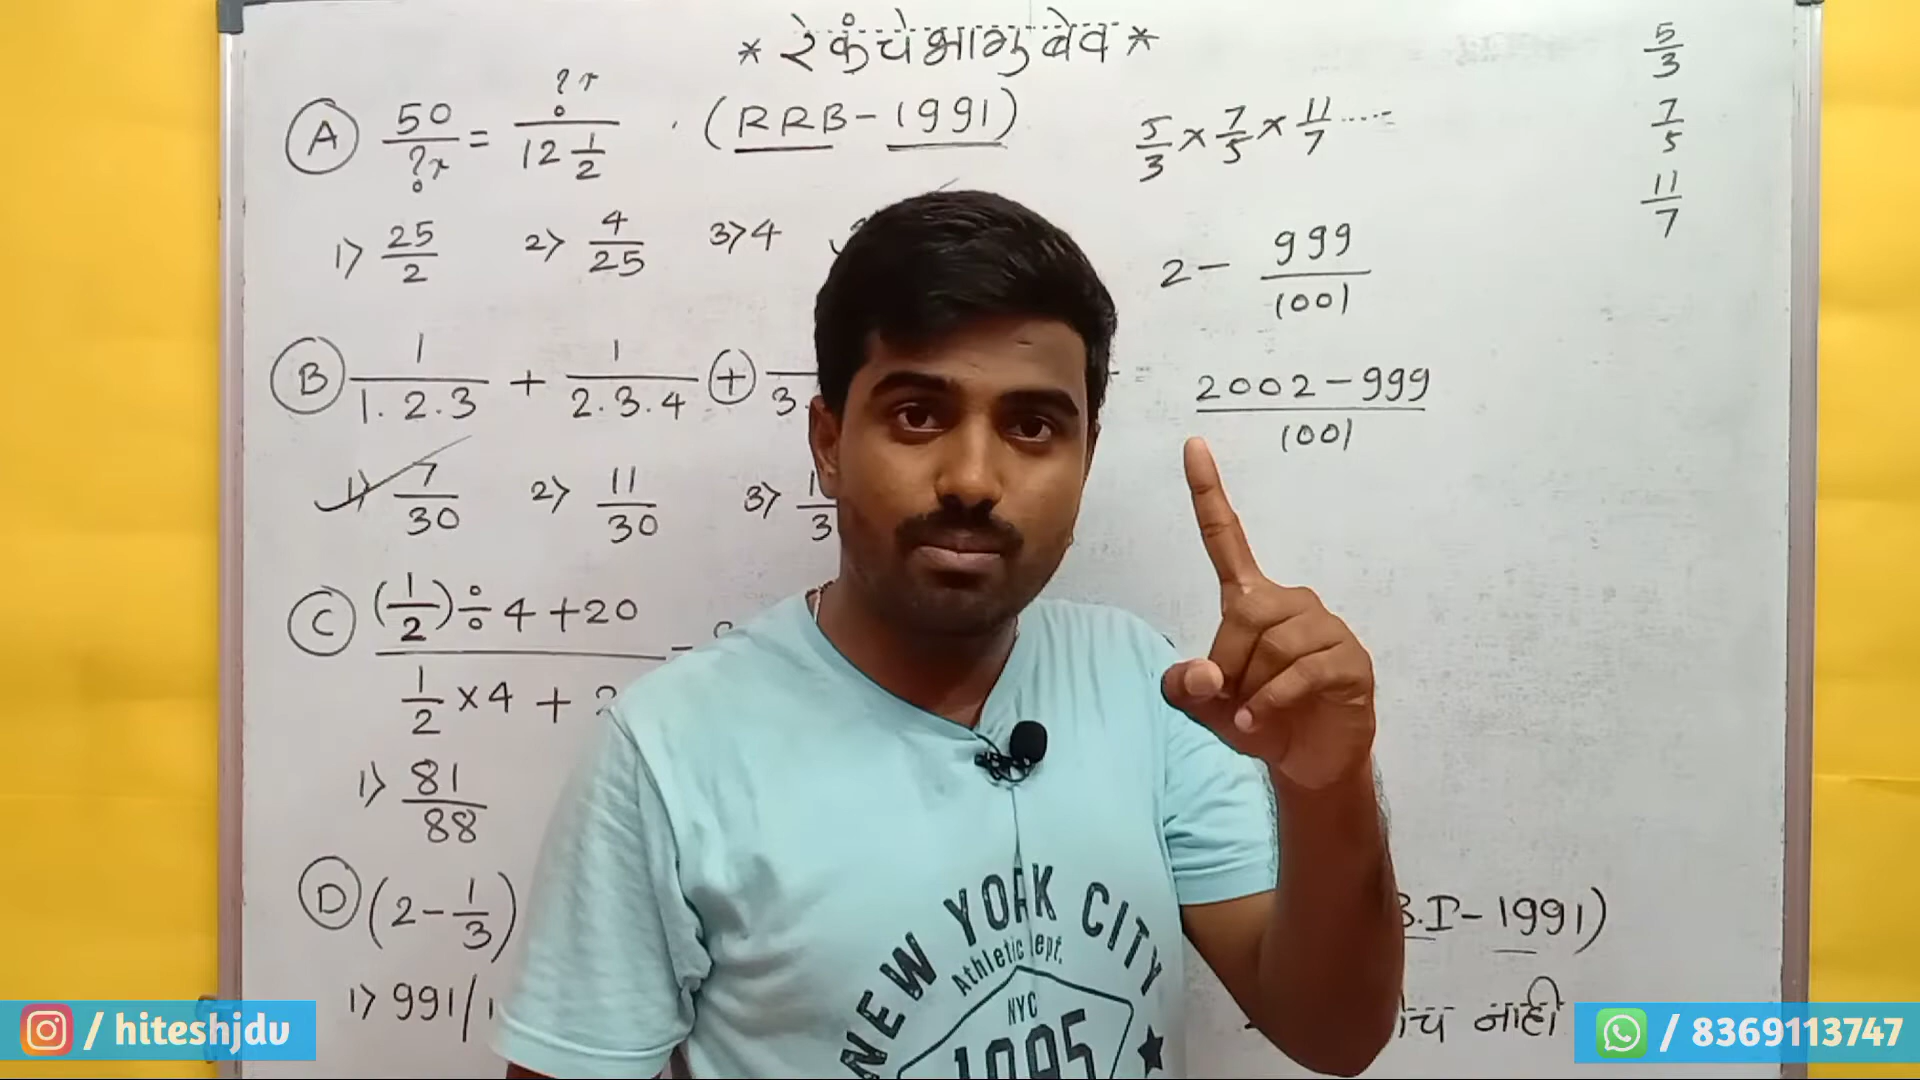 A 50/? = ?/12 1/2 (RRB-1991)
1) 25/2 2) 4/25 3) 4
B 1/1.2.3 + 1/2.3.4 + /3.
1) 7/30 2) 11/30 3)
C (1/2) ÷ 4 + 20
1/2 × 4 +
1) 81/88
D (2 - 1/3)
1) 991/
5/3 × 7/5 × 11/7 .....
2 - 999/1001
2002 - 999
1001
5/3
7/5
11/7
.I - 1991)
नाही
NEW YORK CITY
Athletic
NYC
1995
/ hiteshjdu
/ 8369113747